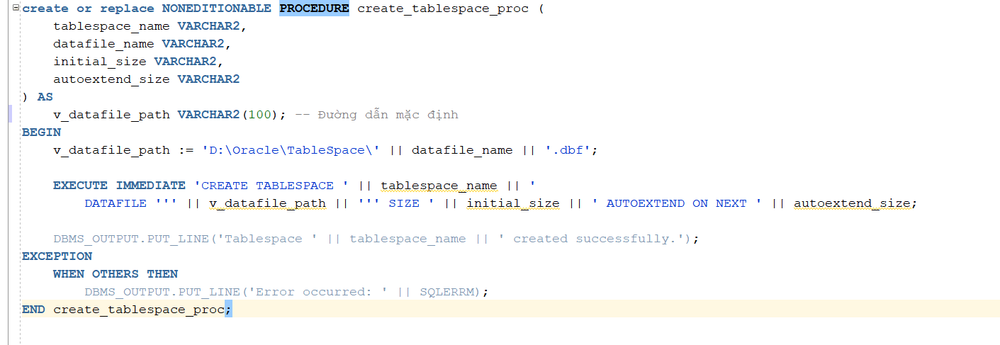 create or replace NONEDITIONABLE PROCEDURE create_tablespace_proc (
    tablespace_name VARCHAR2,
    datafile_name VARCHAR2,
    initial_size VARCHAR2,
    autoextend_size VARCHAR2
) AS
    v_datafile_path VARCHAR2(100); -- Đường dẫn mặc định
BEGIN
    v_datafile_path := 'D:\Oracle\TableSpace\' || datafile_name || '.dbf';
    EXECUTE IMMEDIATE 'CREATE TABLESPACE ' || tablespace_name || '
        DATAFILE ''' || v_datafile_path || ''' SIZE ' || initial_size || ' AUTOEXTEND ON NEXT ' || autoextend_size;
    DBMS_OUTPUT.PUT_LINE('Tablespace ' || tablespace_name || ' created successfully.');
EXCEPTION
    WHEN OTHERS THEN
        DBMS_OUTPUT.PUT_LINE('Error occurred: ' || SQLERRM);
END create_tablespace_proc;